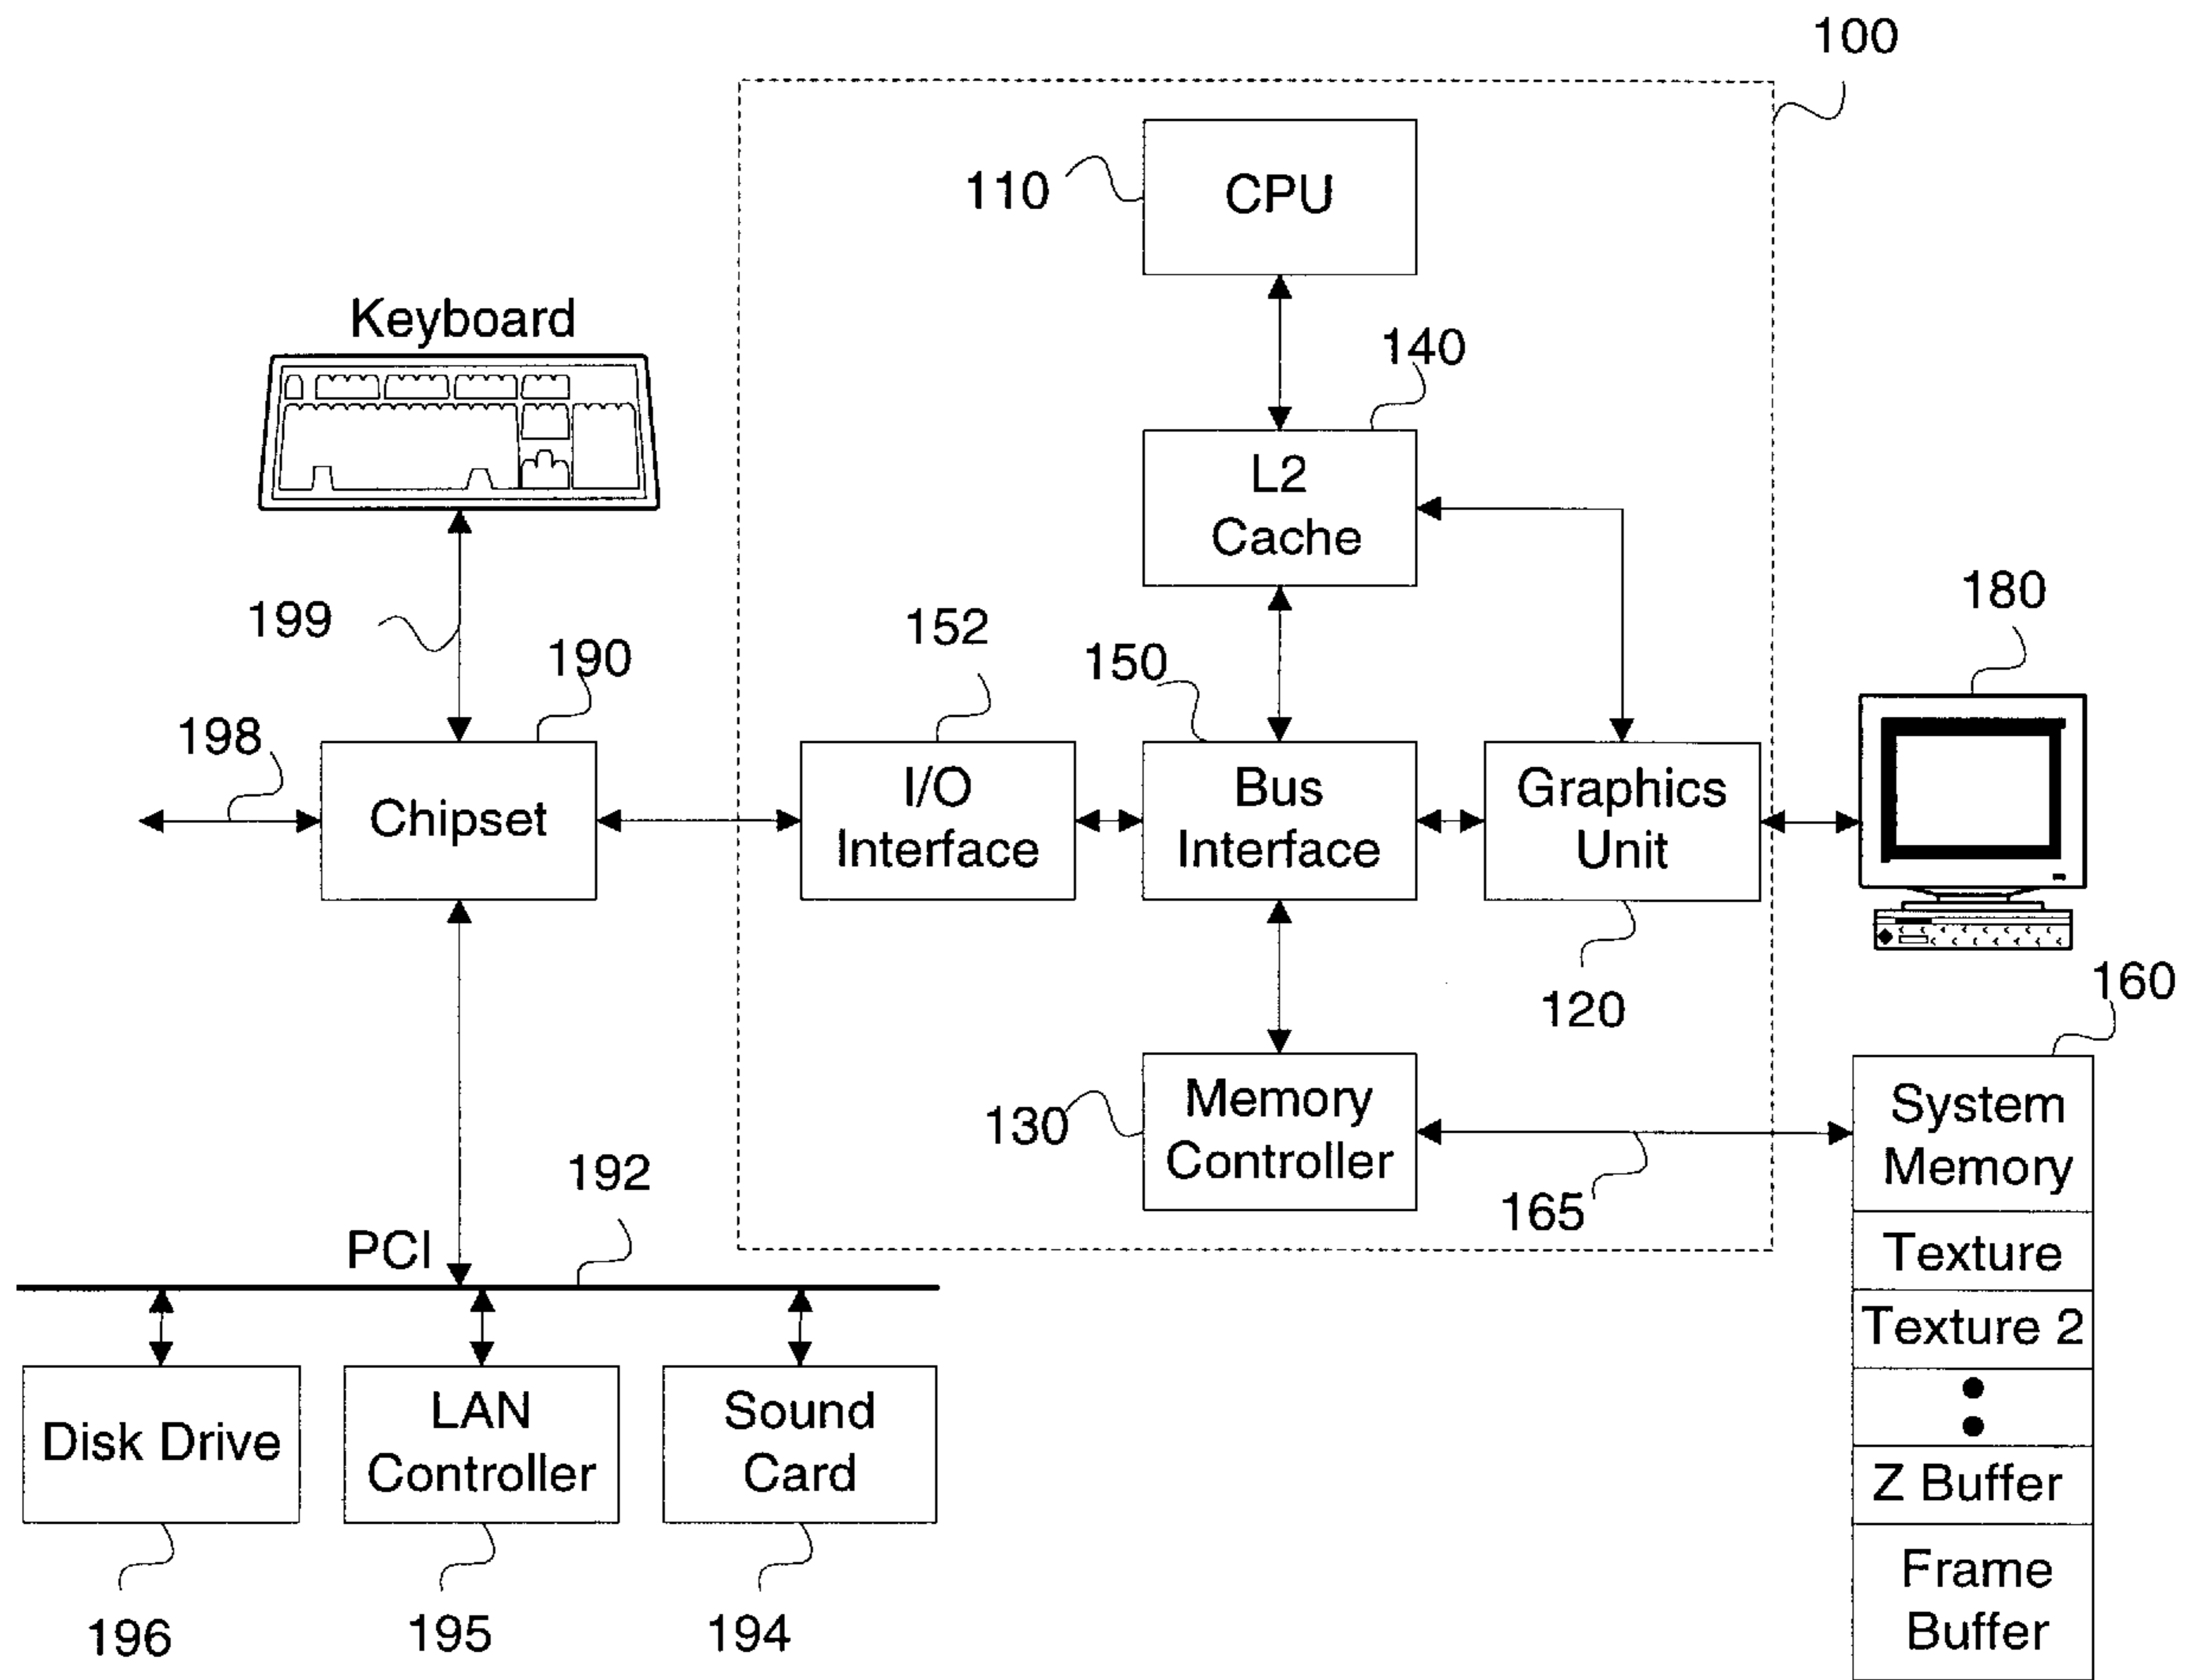 100
CPU
110
Keyboard
140
L2
Cache
199
190
152
150
180
198
Chipset
I/O
Interface
Bus
Interface
Graphics
Unit
120
160
130
Memory
Controller
165
System
Memory
192
PCI
Texture
Texture 2
Disk Drive
LAN
Controller
Sound
Card
Z Buffer
Frame
Buffer
196
195
194